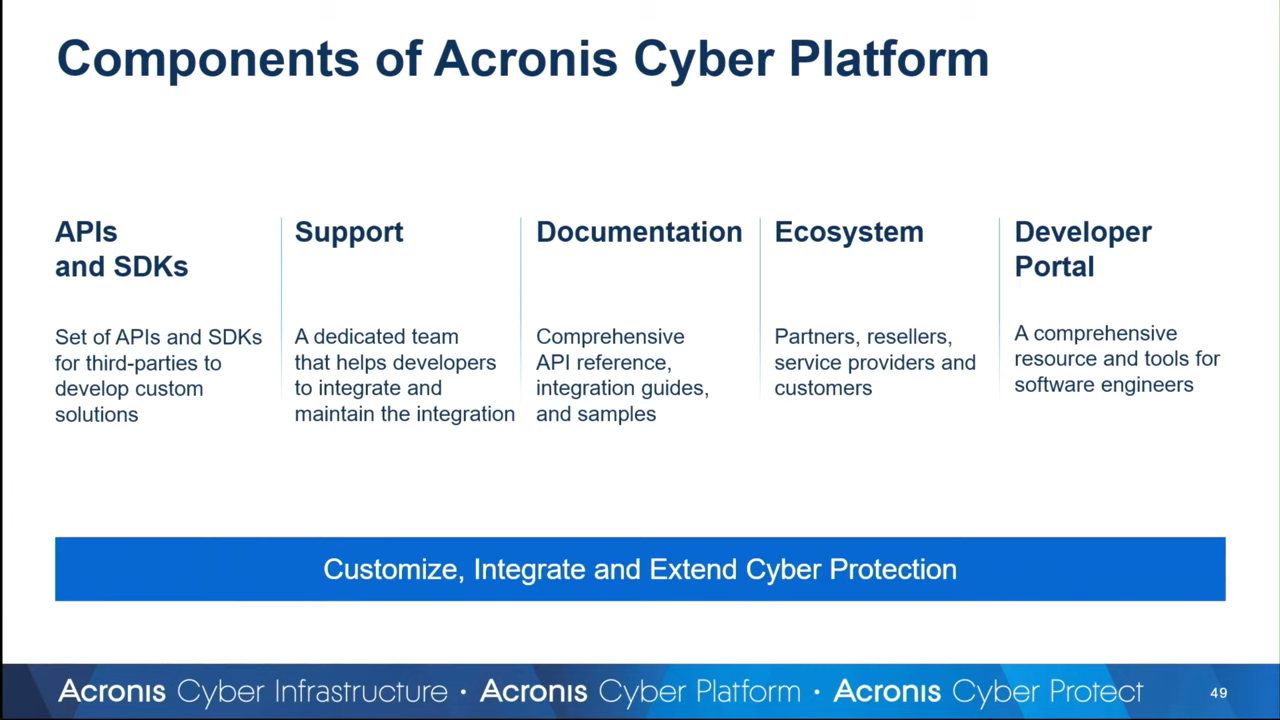 Components of Acronis Cyber Platform
APIs
and SDKs
Set of APIs and SDKs
for third-parties to
develop custom
solutions
Support
A dedicated team
that helps developers
to integrate and
maintain the integration
Documentation
Comprehensive
API reference,
integration guides,
and samples
Ecosystem
Partners, resellers,
service providers and
customers
Developer
Portal
A comprehensive
resource and tools for
software engineers
Customize, Integrate and Extend Cyber Protection
Acronis Cyber Infrastructure • Acronis Cyber Platform • Acronis Cyber Protect
49